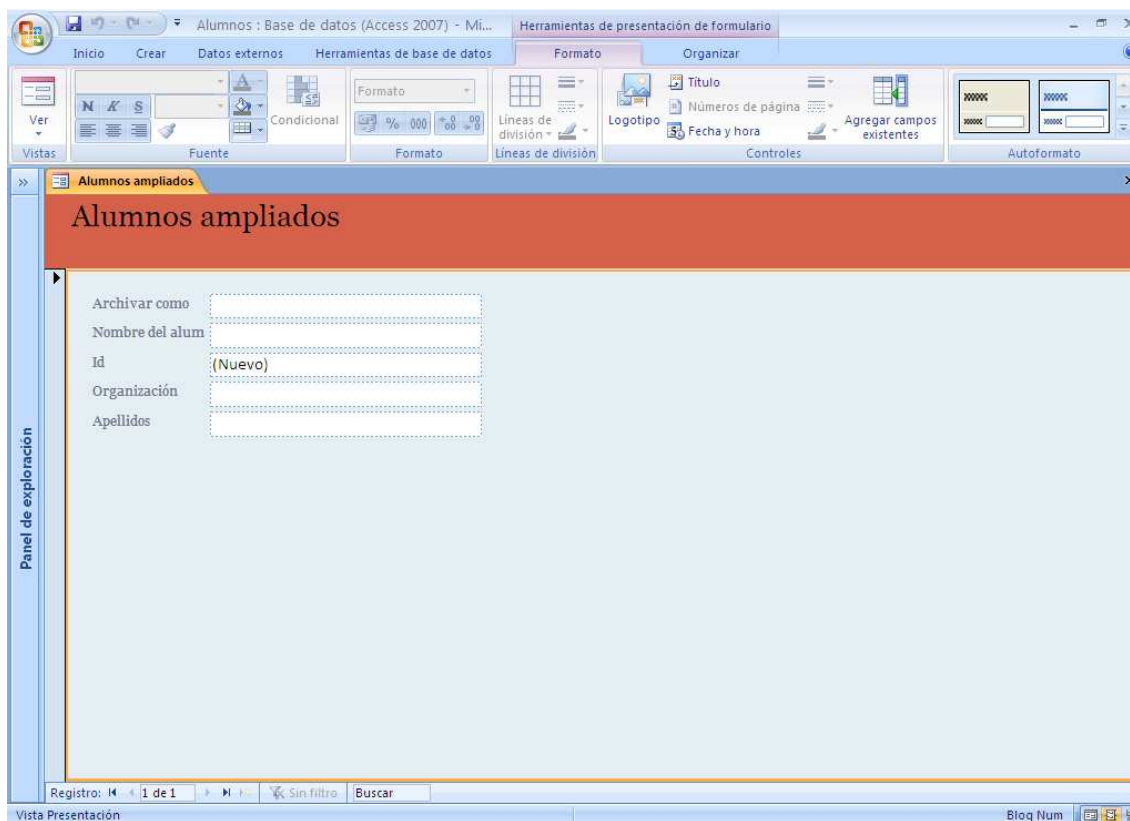 Alumnos : Base de datos (Access 2007) - Mi... Herramientas de presentación de formulario
Inicio Crear Datos externos Herramientas de base de datos Formato Organizar
Ver
N K S
Condicional
Formato
% 000
Líneas de división
Logotipo
Título
Números de página
Fecha y hora
Agregar campos existentes
Vistas Fuente Formato Líneas de división Controles Autoformato
Alumnos ampliados
Alumnos ampliados
Archivar como
Nombre del alum
Id (Nuevo)
Organización
Apellidos
Panel de exploración
Registro: 1 de 1 Sin filtro Buscar
Vista Presentación Bloq Num